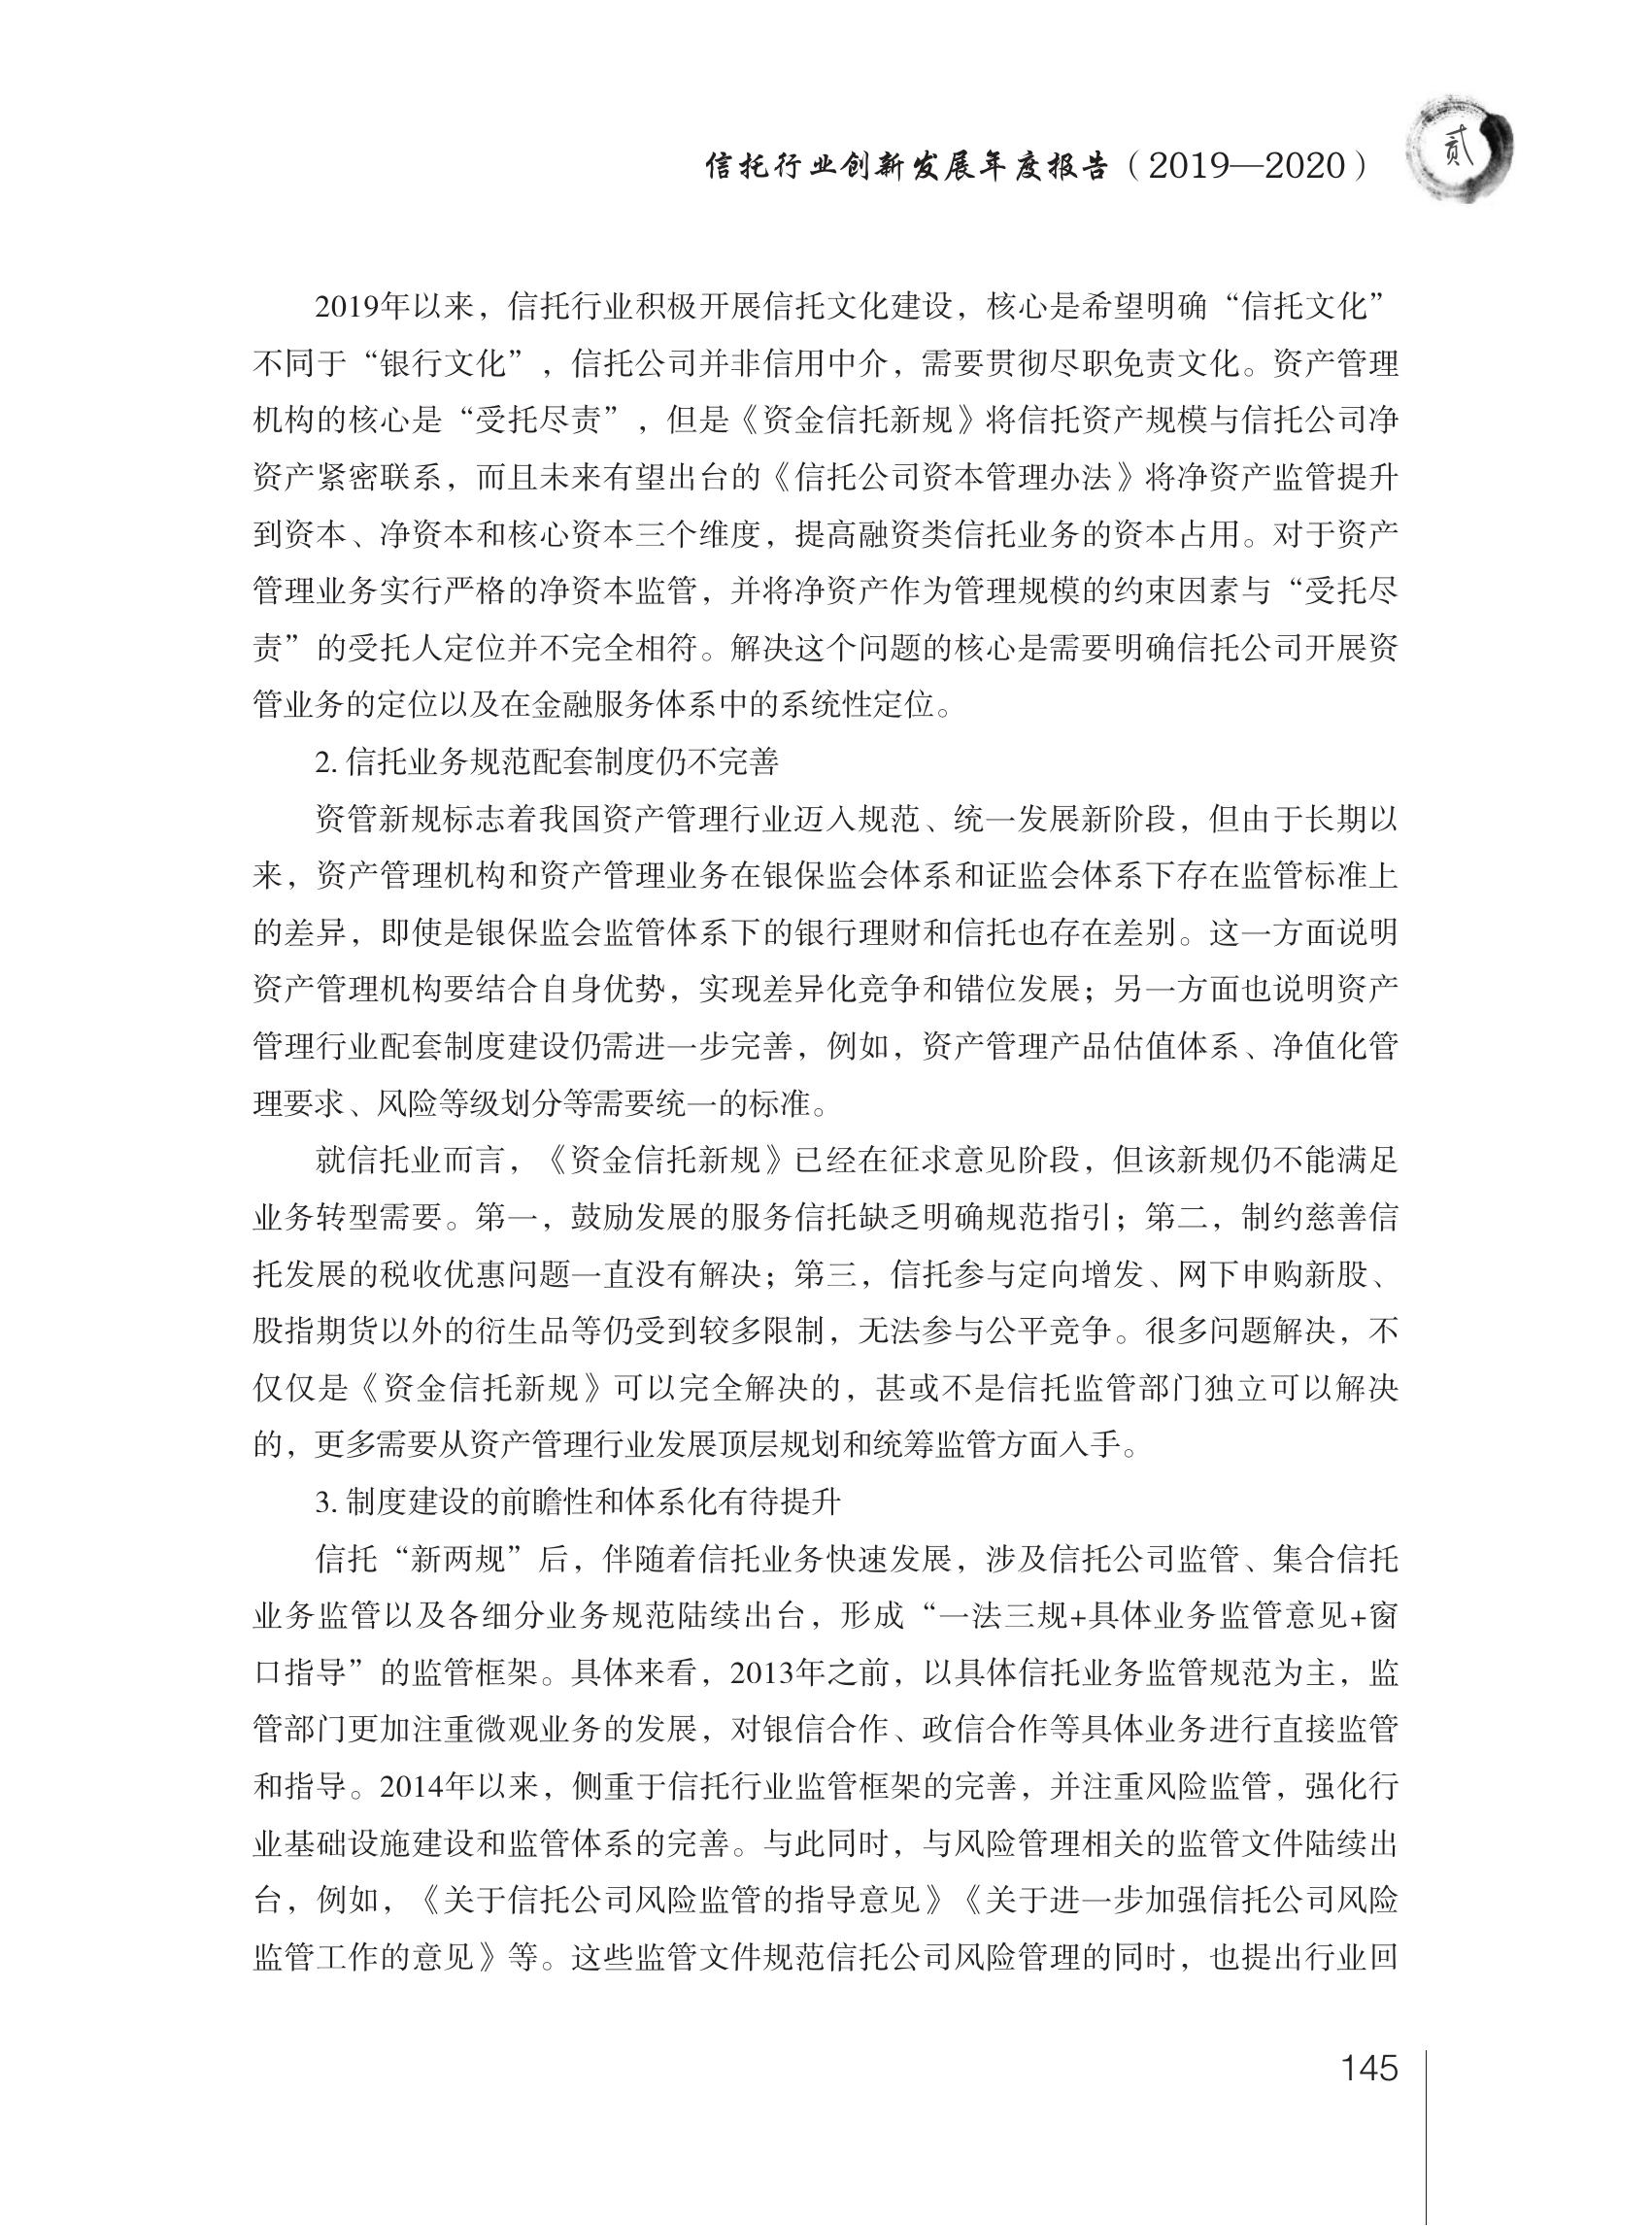 信托行业创新发展年度报告（2019—2020）
贰
2019年以来，信托行业积极开展信托文化建设，核心是希望明确“信托文化”
不同于“银行文化”，信托公司并非信用中介，需要贯彻尽职免责文化。资产管理
机构的核心是“受托尽责”，但是《资金信托新规》将信托资产规模与信托公司净
资产紧密联系，而且未来有望出台的《信托公司资本管理办法》将净资产监管提升
到资本、净资本和核心资本三个维度，提高融资类信托业务的资本占用。对于资产
管理业务实行严格的净资本监管，并将净资产作为管理规模的约束因素与“受托尽
责”的受托人定位并不完全相符。解决这个问题的核心是需要明确信托公司开展资
管业务的定位以及在金融服务体系中的系统性定位。
2. 信托业务规范配套制度仍不完善
资管新规标志着我国资产管理行业迈入规范、统一发展新阶段，但由于长期以
来，资产管理机构和资产管理业务在银保监会体系和证监会体系下存在监管标准上
的差异，即使是银保监会监管体系下的银行理财和信托也存在差别。这一方面说明
资产管理机构要结合自身优势，实现差异化竞争和错位发展；另一方面也说明资产
管理行业配套制度建设仍需进一步完善，例如，资产管理产品估值体系、净值化管
理要求、风险等级划分等需要统一的标准。
就信托业而言，《资金信托新规》已经在征求意见阶段，但该新规仍不能满足
业务转型需要。第一，鼓励发展的服务信托缺乏明确规范指引；第二，制约慈善信
托发展的税收优惠问题一直没有解决；第三，信托参与定向增发、网下申购新股、
股指期货以外的衍生品等仍受到较多限制，无法参与公平竞争。很多问题解决，不
仅仅是《资金信托新规》可以完全解决的，甚或不是信托监管部门独立可以解决
的，更多需要从资产管理行业发展顶层规划和统筹监管方面入手。
3. 制度建设的前瞻性和体系化有待提升
信托“新两规”后，伴随着信托业务快速发展，涉及信托公司监管、集合信托
业务监管以及各细分业务规范陆续出台，形成“一法三规+具体业务监管意见+窗
口指导”的监管框架。具体来看，2013年之前，以具体信托业务监管规范为主，监
管部门更加注重微观业务的发展，对银信合作、政信合作等具体业务进行直接监管
和指导。2014年以来，侧重于信托行业监管框架的完善，并注重风险监管，强化行
业基础设施建设和监管体系的完善。与此同时，与风险管理相关的监管文件陆续出
台，例如，《关于信托公司风险监管的指导意见》《关于进一步加强信托公司风险
监管工作的意见》等。这些监管文件规范信托公司风险管理的同时，也提出行业回
145